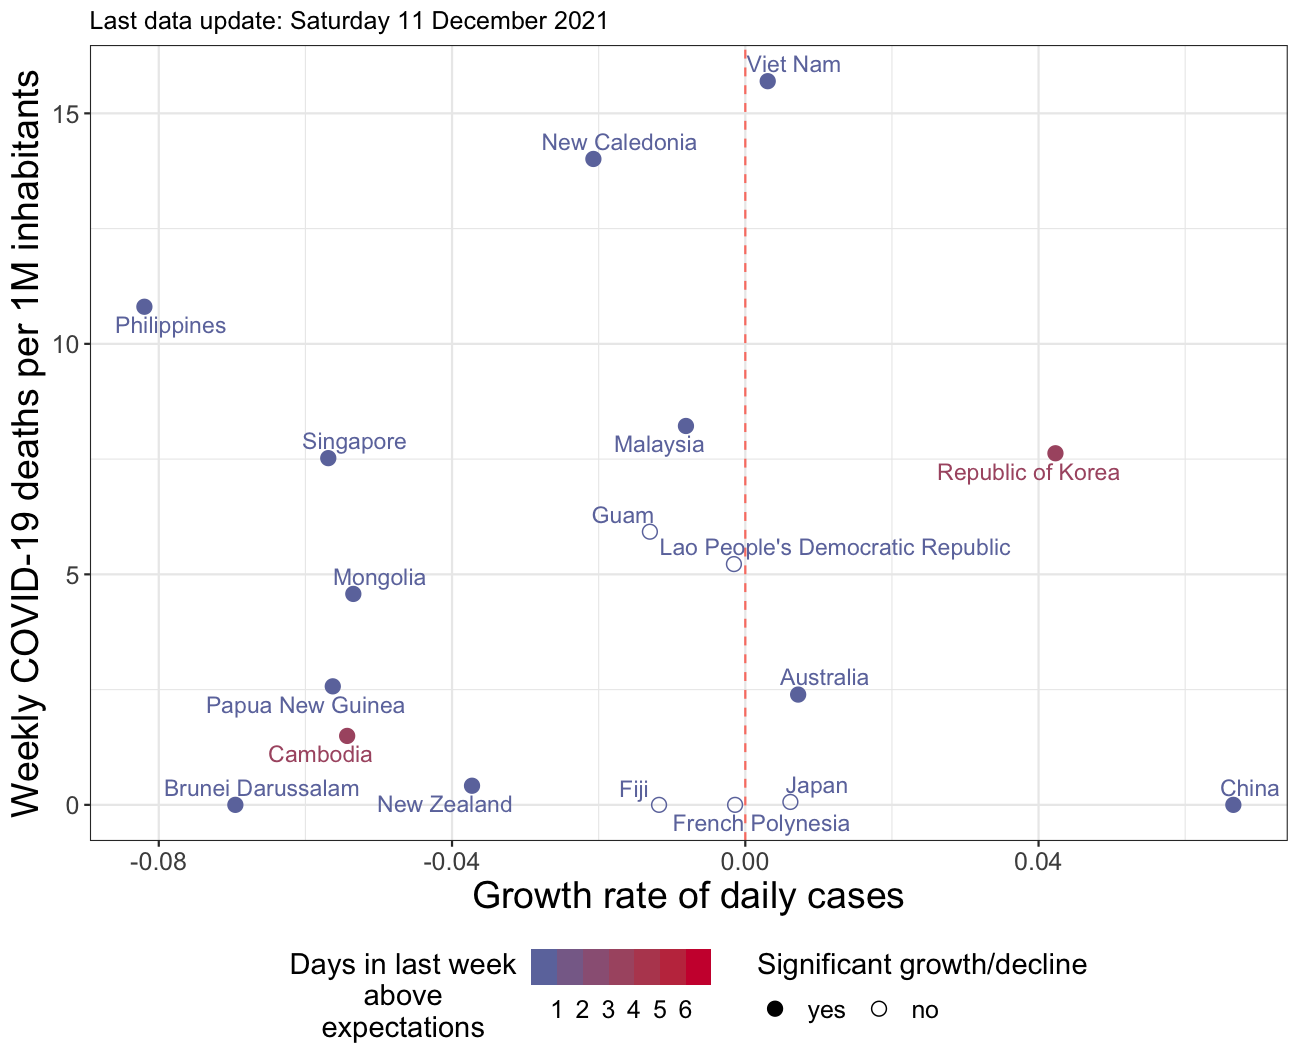 Last data update: Saturday 11 December 2021
Weekly COVID-19 deaths per 1M inhabitants
15
10
5
0
Viet Nam
New Caledonia
Philippines
Malaysia
Singapore
Republic of Korea
Guam
Lao People's Democratic Republic
Mongolia
Australia
Papua New Guinea
Cambodia
Brunei Darussalam
New Zealand
Fiji
Japan
China
French Polynesia
-0.08 -0.04 0.00 0.04
Growth rate of daily cases
Days in last week
above
expectations
1 2 3 4 5 6
Significant growth/decline
yes no